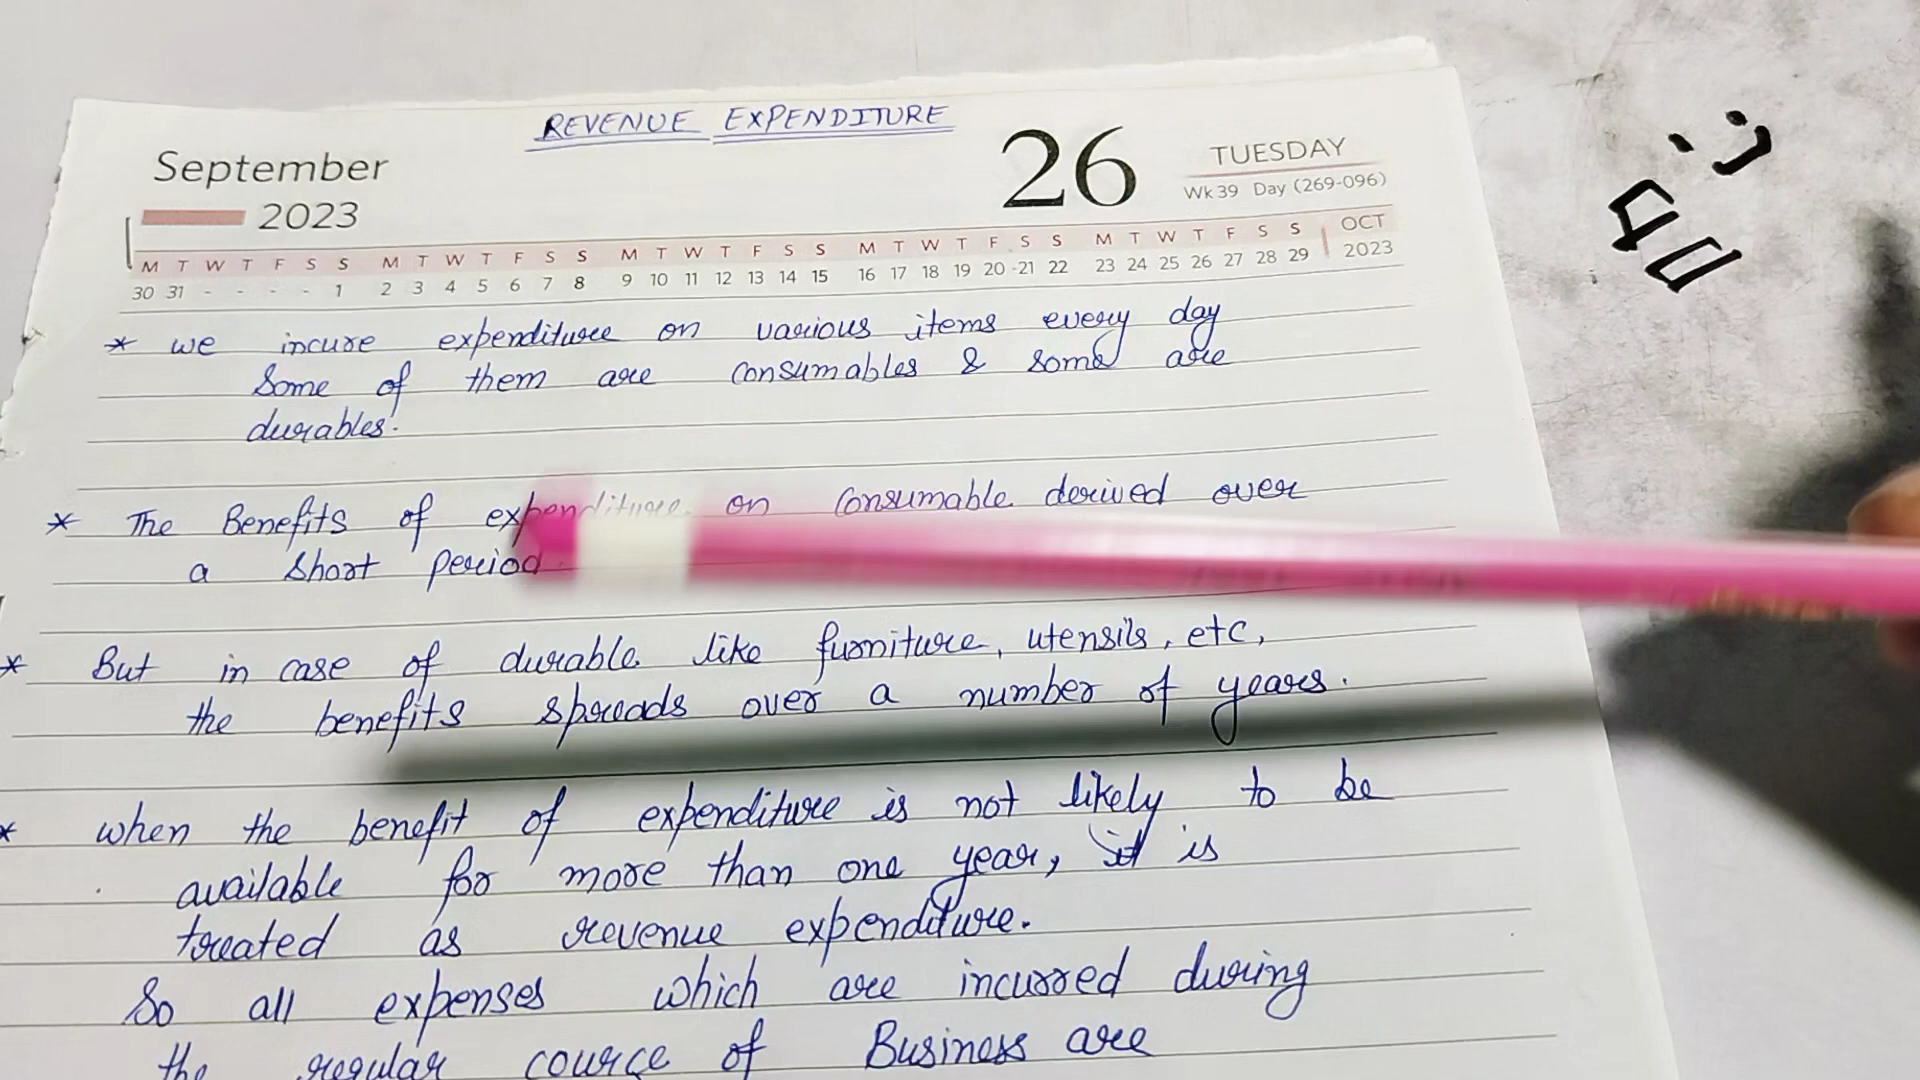 REVENUE EXPENDITURE
September
2023
26
TUESDAY
Wk 39 Day (269-096)
M T W T F S S M T W T F S S M T W T F S S M T W T F S S M T W T F S S OCT
30 31 - - - - 1 2 3 4 5 6 7 8 9 10 11 12 13 14 15 16 17 18 19 20 21 22 23 24 25 26 27 28 29 2023
* we incure expenditure on various items every day
Some of them are consumables & some are
durables.
* The Benefits of expenditure on Consumable derived over
a short period
* But in case of durable like furniture, utensils, etc,
the benefits spreads over a number of years.
* when the benefit of expenditure is not likely to be
available for more than one year, it is
treated as revenue expenditure.
So all expenses which are incurred during
the regular cource of Business are